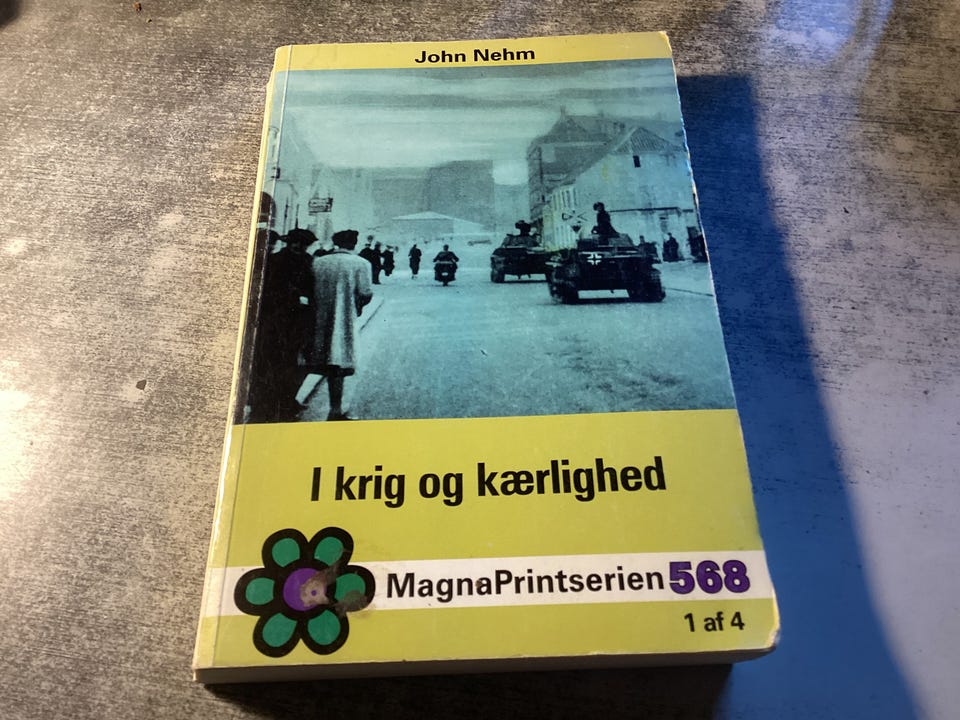 John Nehm
I krig og kærlighed
MagnaPrintserien 568
1 af 4